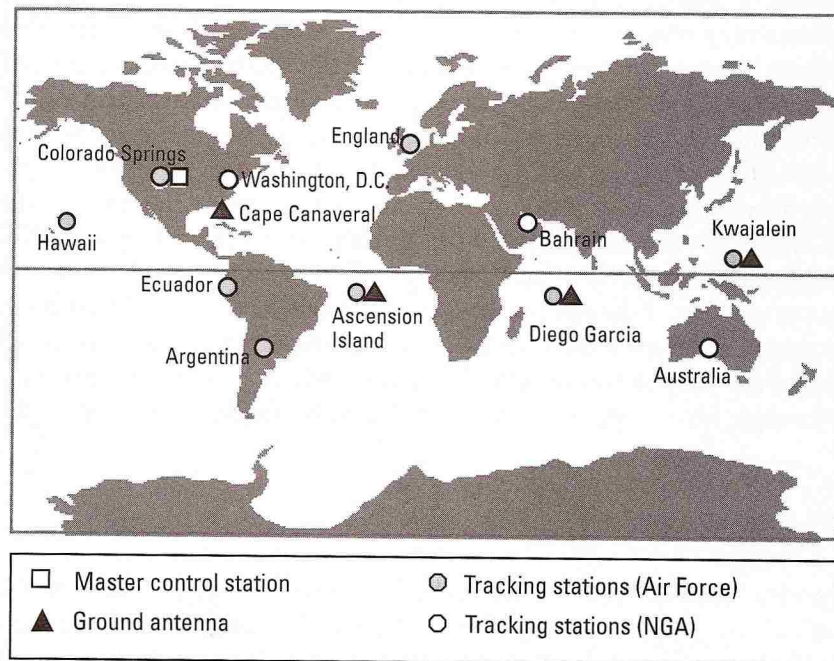 England
Colorado Springs
Washington, D.C.
Cape Canaveral
Hawaii
Bahrain
Kwajalein
Ecuador
Ascension
Island
Diego Garcia
Argentina
Australia
Master control station
Tracking stations (Air Force)
Ground antenna
Tracking stations (NGA)